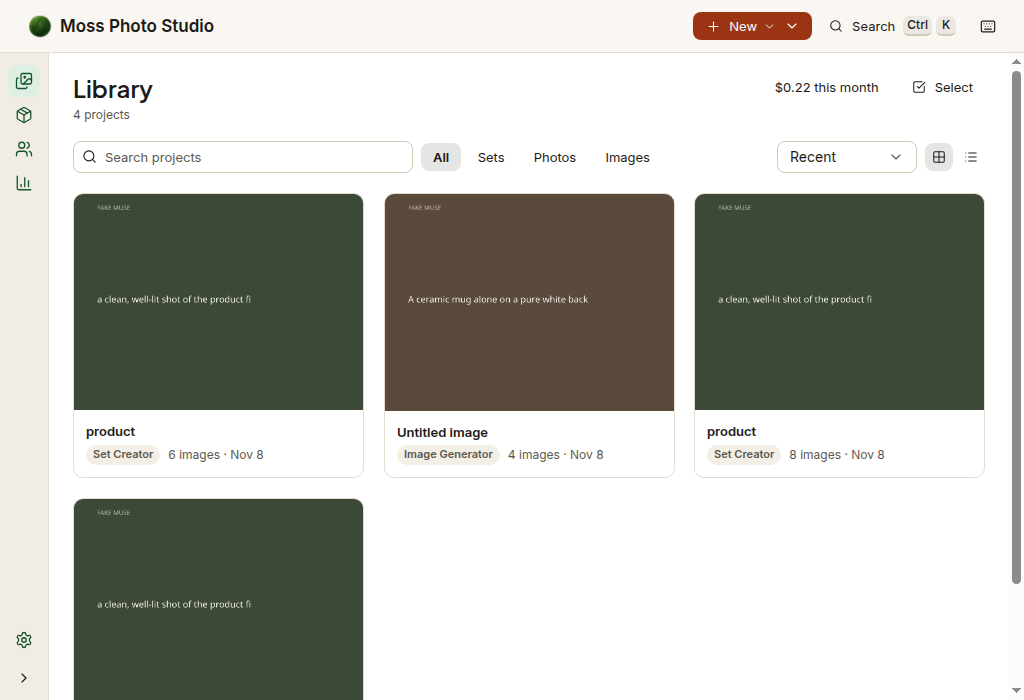 Moss Photo Studio
New
Search Ctrl K
Library
$0.22 this month
Select
4 projects
Search projects
All
Sets
Photos
Images
Recent
FAKE MUSE
a clean, well-lit shot of the product fi
product
Set Creator
6 images · Nov 8
FAKE MUSE
A ceramic mug alone on a pure white back
Untitled image
Image Generator
4 images · Nov 8
FAKE MUSE
a clean, well-lit shot of the product fi
product
Set Creator
8 images · Nov 8
FAKE MUSE
a clean, well-lit shot of the product fi